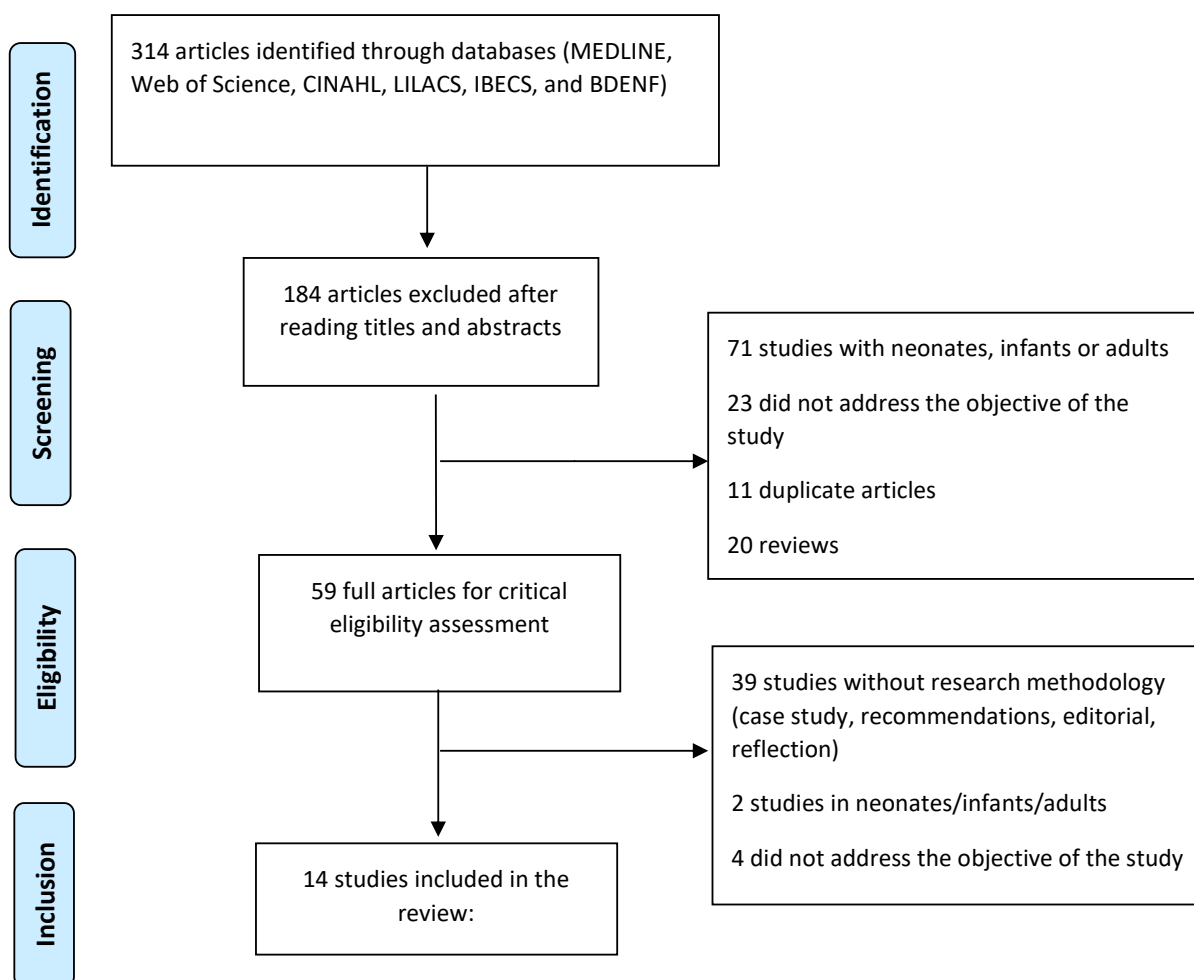 Identification
314 articles identified through databases (MEDLINE,
Web of Science, CINAHL, LILACS, IBECS, and BDENF)
Screening
184 articles excluded after
reading titles and abstracts
71 studies with neonates, infants or adults
23 did not address the objective of the
study
11 duplicate articles
20 reviews
Eligibility
59 full articles for critical
eligibility assessment
39 studies without research methodology
(case study, recommendations, editorial,
reflection)
2 studies in neonates/infants/adults
4 did not address the objective of the study
Inclusion
14 studies included in the
review: